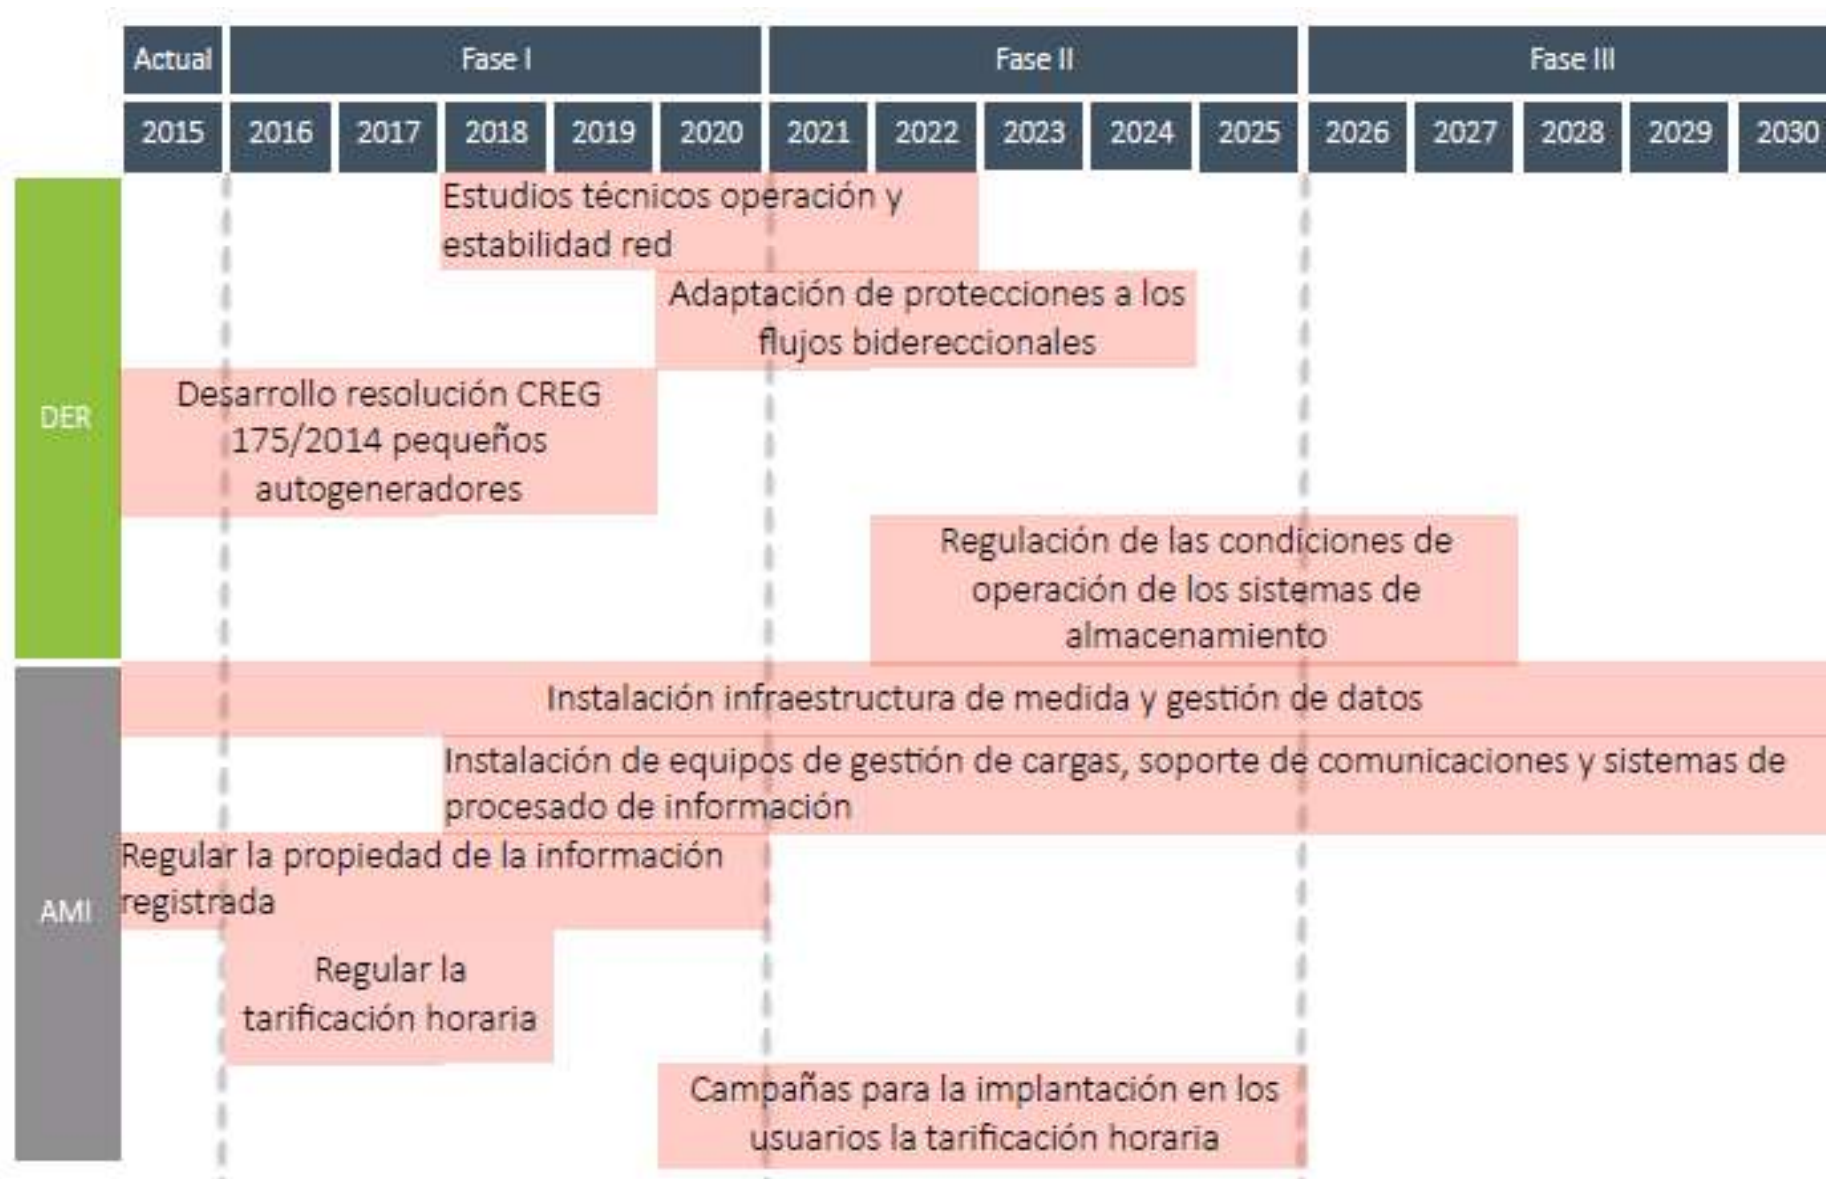 Actual Fase I Fase II Fase III
2015 2016 2017 2018 2019 2020 2021 2022 2023 2024 2025 2026 2027 2028 2029 2030
DER
Estudios técnicos operación y
estabilidad red
Adaptación de protecciones a los
flujos bidereccionales
Desarrollo resolución CREG
175/2014 pequeños
autogeneradores
Regulación de las condiciones de
operación de los sistemas de
almacenamiento
AMI
Instalación infraestructura de medida y gestión de datos
Instalación de equipos de gestión de cargas, soporte de comunicaciones y sistemas de
procesado de información
Regular la propiedad de la información
registrada
Regular la
tarificación horaria
Campañas para la implantación en los
usuarios la tarificación horaria